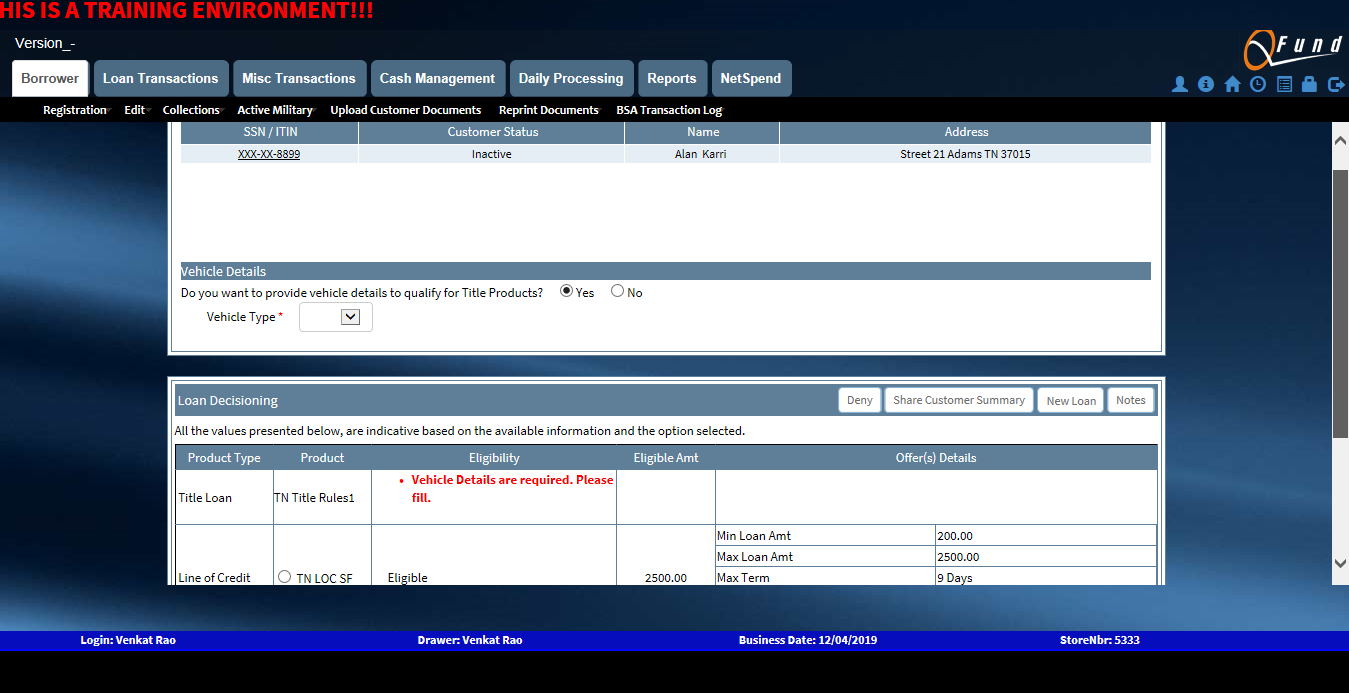 HIS IS A TRAINING ENVIRONMENT!!!
Version_-
QFund
Borrower Loan Transactions Misc Transactions Cash Management Daily Processing Reports NetSpend
Registration Edit Collections Active Military Upload Customer Documents Reprint Documents BSA Transaction Log
SSN / ITIN Customer Status Name Address
XXX-XX-8899 Inactive Alan Karri Street 21 Adams TN 37015
Vehicle Details
Do you want to provide vehicle details to qualify for Title Products? Yes No
Vehicle Type *
Loan Decisioning Deny Share Customer Summary New Loan Notes
All the values presented below, are indicative based on the available information and the option selected.
Product Type Product Eligibility Eligible Amt Offer(s) Details
Title Loan TN Title Rules1 • Vehicle Details are required. Please
fill.
Min Loan Amt 200.00
Max Loan Amt 2500.00
Line of Credit TN LOC SF Eligible 2500.00 Max Term 9 Days
Login: Venkat Rao Drawer: Venkat Rao Business Date: 12/04/2019 StoreNbr: 5333